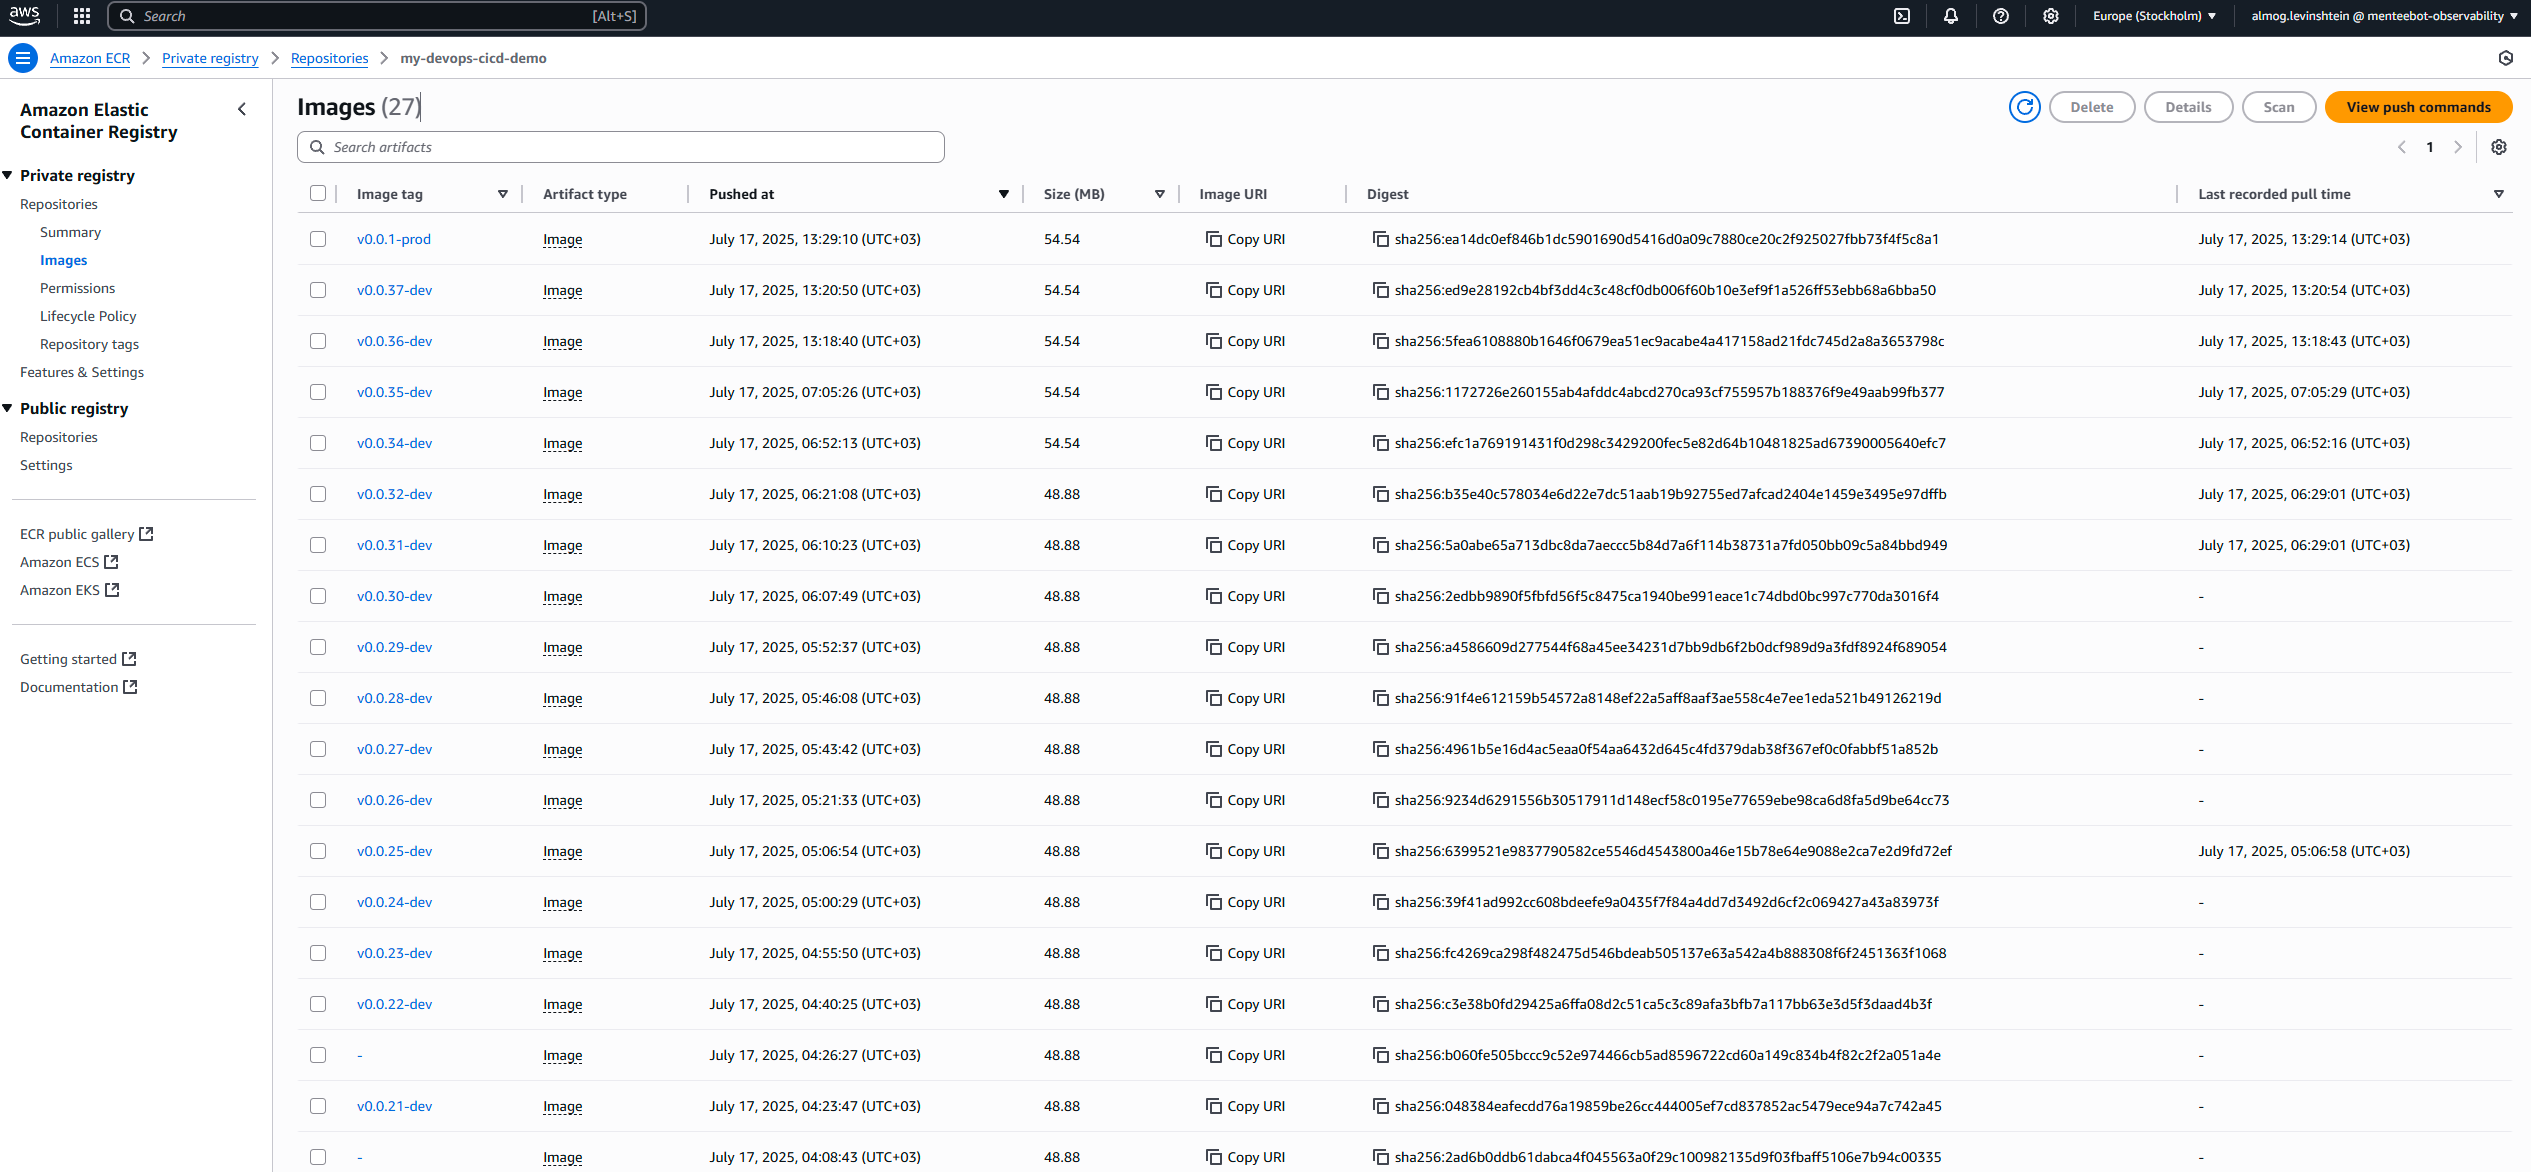 aws
Search [Alt+S] Europe (Stockholm) almog.levinshtein @ menteebot-observability
Amazon ECR Private registry Repositories my-devops-cicd-demo
Amazon Elastic
Container Registry
Private registry
Repositories
Summary
Images
Permissions
Lifecycle Policy
Repository tags
Features & Settings
Public registry
Repositories
Settings
ECR public gallery
Amazon ECS
Amazon EKS
Getting started
Documentation
Images (27)
Delete Details Scan View push commands
Search artifacts
1
Image tag Artifact type Pushed at Size (MB) Image URI Digest Last recorded pull time
v0.0.1-prod Image July 17, 2025, 13:29:10 (UTC+03) 54.54 Copy URI sha256:ea14dc0ef846b1dc5901690d5416d0a09c7880ce20c2f925027fbb73f4f5c8a1 July 17, 2025, 13:29:14 (UTC+03)
v0.0.37-dev Image July 17, 2025, 13:20:50 (UTC+03) 54.54 Copy URI sha256:ed9e28192cb4bf3dd4c3c48cf0db006f60b10e3ef9f1a526ff53ebb68a6bba50 July 17, 2025, 13:20:54 (UTC+03)
v0.0.36-dev Image July 17, 2025, 13:18:40 (UTC+03) 54.54 Copy URI sha256:5fea6108880b1646f0679ea51ec9acabe4a417158ad21fdc745d2a8a3653798c July 17, 2025, 13:18:43 (UTC+03)
v0.0.35-dev Image July 17, 2025, 07:05:26 (UTC+03) 54.54 Copy URI sha256:1172726e260155ab4afddc4abcd270ca93cf755957b188376f9e49aab99fb377 July 17, 2025, 07:05:29 (UTC+03)
v0.0.34-dev Image July 17, 2025, 06:52:13 (UTC+03) 54.54 Copy URI sha256:efc1a769191431f0d298c3429200fec5e82d64b10481825ad67390005640efc7 July 17, 2025, 06:52:16 (UTC+03)
v0.0.32-dev Image July 17, 2025, 06:21:08 (UTC+03) 48.88 Copy URI sha256:b35e40c578034e6d22e7dc51aab19b92755ed7afcad2404e1459e3495e97dffb July 17, 2025, 06:29:01 (UTC+03)
v0.0.31-dev Image July 17, 2025, 06:10:23 (UTC+03) 48.88 Copy URI sha256:5a0abe65a713dbc8da7aeccc5b84d7a6f114b38731a7fd050bb09c5a84bbd949 July 17, 2025, 06:29:01 (UTC+03)
v0.0.30-dev Image July 17, 2025, 06:07:49 (UTC+03) 48.88 Copy URI sha256:2edbb9890f5fbfd56f5c8475ca1940be991eace1c74dbd0bc997c770da3016f4 -
v0.0.29-dev Image July 17, 2025, 05:52:37 (UTC+03) 48.88 Copy URI sha256:a4586609d277544f68a45ee34231d7bb9db6f2b0dcf989d9a3fdf8924f689054 -
v0.0.28-dev Image July 17, 2025, 05:46:08 (UTC+03) 48.88 Copy URI sha256:91f4e612159b54572a8148ef22a5aff8aaf3ae558c4e7ee1eda521b49126219d -
v0.0.27-dev Image July 17, 2025, 05:43:42 (UTC+03) 48.88 Copy URI sha256:4961b5e16d4ac5eaa0f54aa6432d645c4fd379dab38f367ef0c0fabbf51a852b -
v0.0.26-dev Image July 17, 2025, 05:21:33 (UTC+03) 48.88 Copy URI sha256:9234d6291556b30517911d148ecf58c0195e77659ebe98ca6d8fa5d9be64cc73 -
v0.0.25-dev Image July 17, 2025, 05:06:54 (UTC+03) 48.88 Copy URI sha256:6399521e9837790582ce5546d4543800a46e15b78e64e9088e2ca7e2d9fd72ef July 17, 2025, 05:06:58 (UTC+03)
v0.0.24-dev Image July 17, 2025, 05:00:29 (UTC+03) 48.88 Copy URI sha256:39f41ad992cc608bdeefe9a0435f7f84a4dd7d3492d6cf2c069427a43a83973f -
v0.0.23-dev Image July 17, 2025, 04:55:50 (UTC+03) 48.88 Copy URI sha256:fc4269ca298f482475d546bdeab505137e63a542a4b888308f6f2451363f1068 -
v0.0.22-dev Image July 17, 2025, 04:40:25 (UTC+03) 48.88 Copy URI sha256:c3e38b0fd29425a6ffa08d2c51ca5c3c89afa3bfb7a117bb63e3d5f3daad4b3f -
- Image July 17, 2025, 04:26:27 (UTC+03) 48.88 Copy URI sha256:b060fe505bccc9c52e974466cb5ad8596722cd60a149c834b4f82c2f2a051a4e -
v0.0.21-dev Image July 17, 2025, 04:23:47 (UTC+03) 48.88 Copy URI sha256:048384eafecdd76a19859be26cc444005ef7cd837852ac5479ece94a7c742a45 -
- Image July 17, 2025, 04:08:43 (UTC+03) 48.88 Copy URI sha256:2ad6b0ddb61dabca4f045563a0f29c100982135d9f03fbaff5106e7b94c00335 -